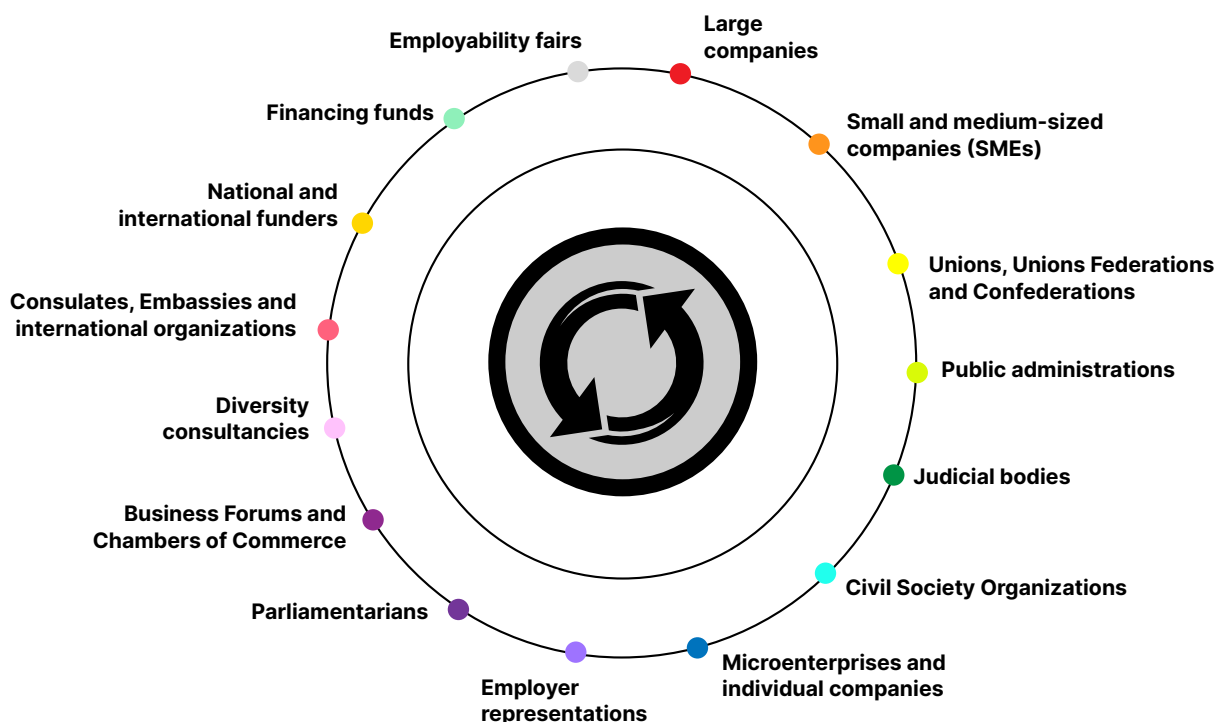 Large
companies
Small and medium-sized
companies (SMEs)
Unions, Unions Federations
and Confederations
Public administrations
Judicial bodies
Civil Society Organizations
Microenterprises and
individual companies
Employer
representations
Parliamentarians
Business Forums and
Chambers of Commerce
Diversity
consultancies
Consulates, Embassies and
international organizations
National and
international funders
Financing funds
Employability fairs